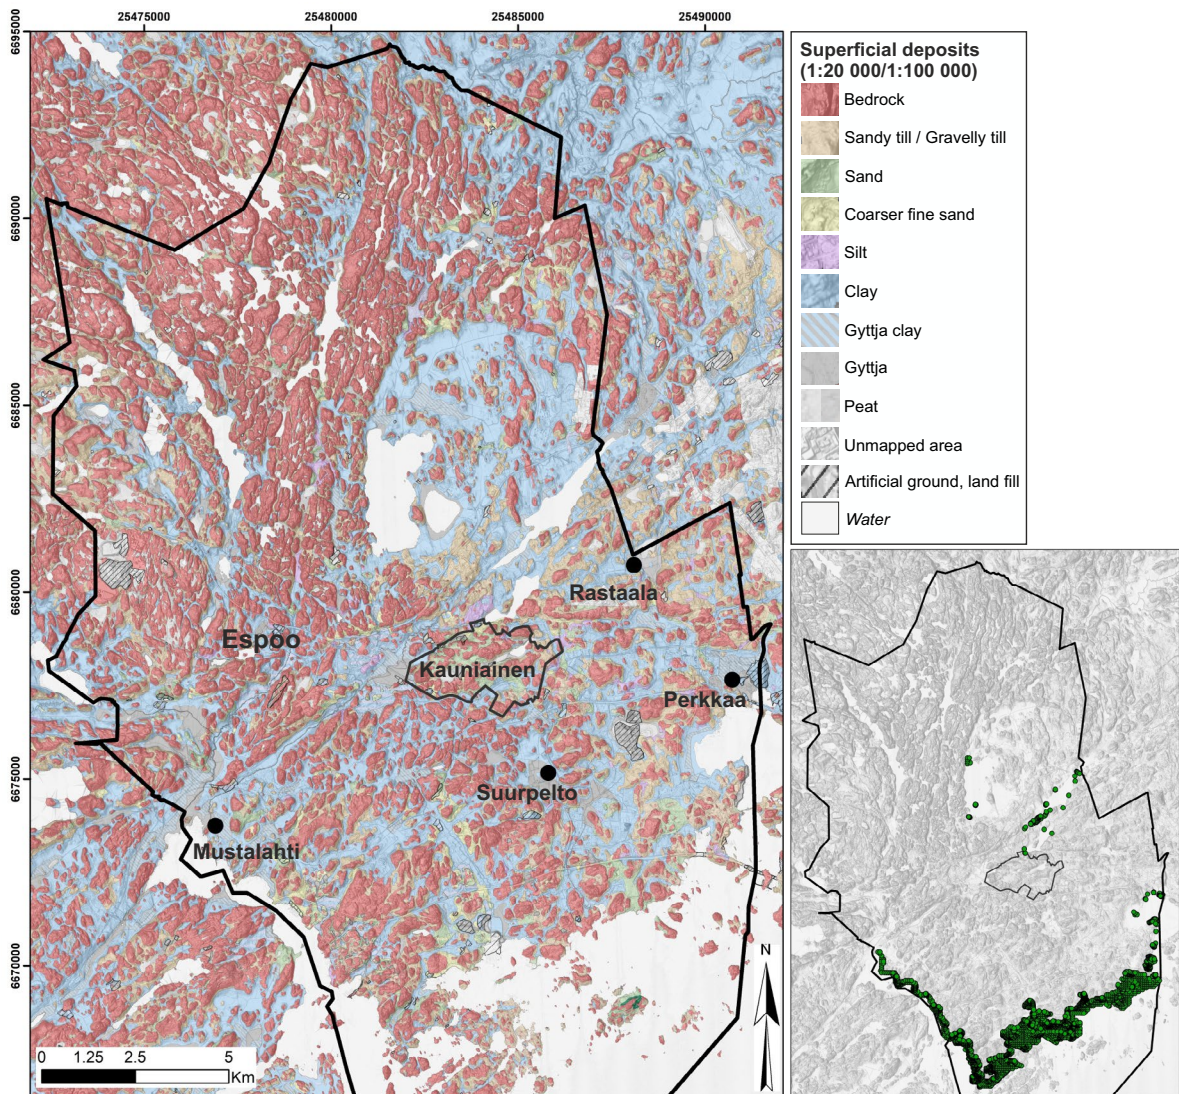 25475000 25480000 25485000 25490000
6695000
6690000
6685000
6680000
6675000
6670000
Rastaala
Espoo
Kauniainen
Perkkaa
Suurpelto
Mustalahti
N
0 1.25 2.5 5
Km
Superficial deposits
(1:20 000/1:100 000)
Bedrock
Sandy till / Gravelly till
Sand
Coarser fine sand
Silt
Clay
Gyttja clay
Gyttja
Peat
Unmapped area
Artificial ground, land fill
Water